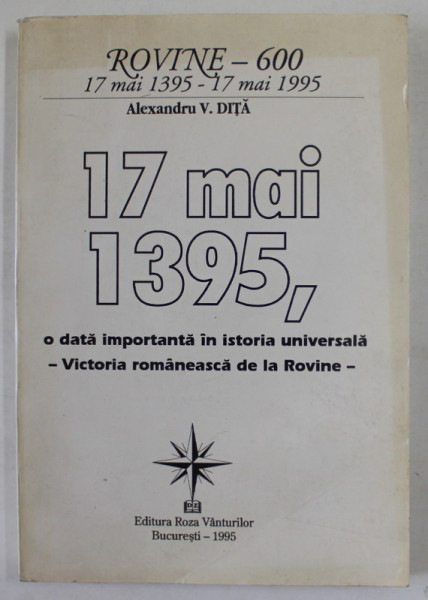 ROVINE – 600
17 mai 1395 - 17 mai 1995
Alexandru V. DIȚĂ
17 mai
1395,
o dată importantă în istoria universală
– Victoria românească de la Rovine –
Editura Roza Vânturilor
București – 1995